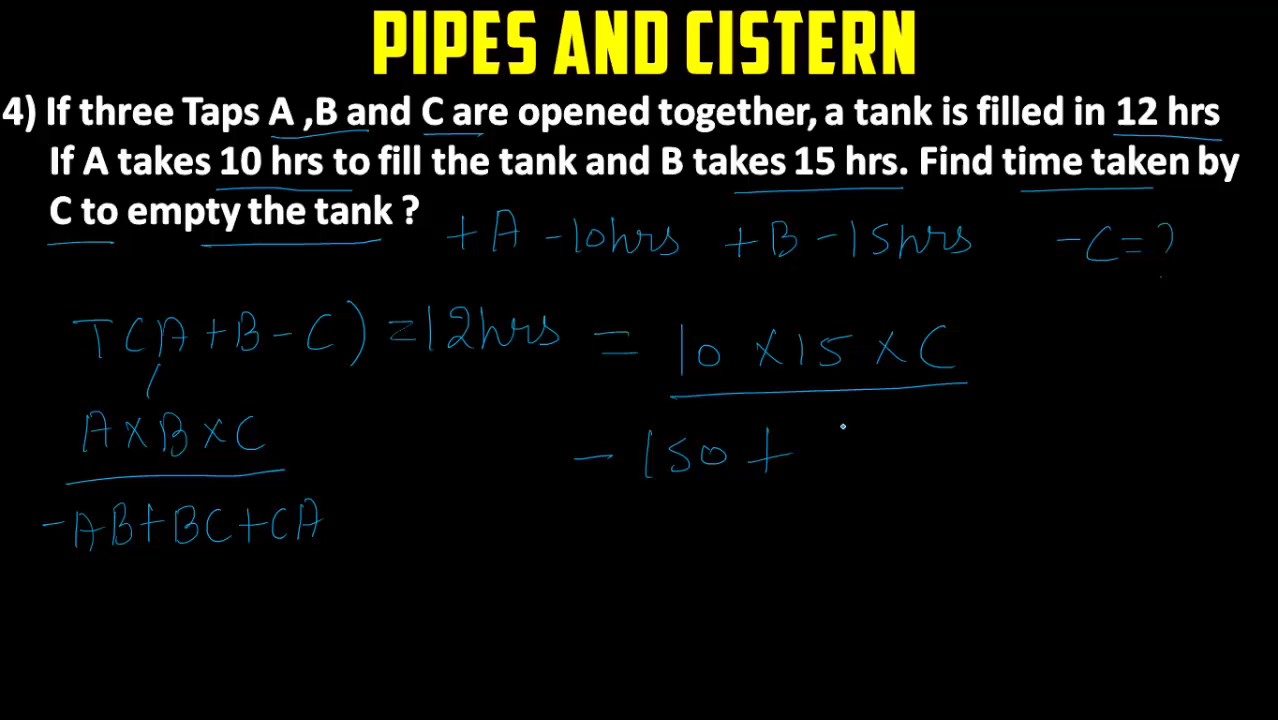 PIPES AND CISTERN
4) If three Taps A ,B and C are opened together, a tank is filled in 12 hrs
If A takes 10 hrs to fill the tank and B takes 15 hrs. Find time taken by
C to empty the tank ?
+A - 10hrs +B - 15hrs -C = ?
T(A+B-C) = 12hrs = 10 × 15 × C
A×B×C
- 150 +
-AB+BC+CA